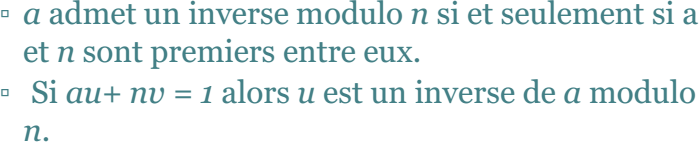 ▫ a admet un inverse modulo n si et seulement si a
et n sont premiers entre eux.
▫ Si au+ nv = 1 alors u est un inverse de a modulo
n.